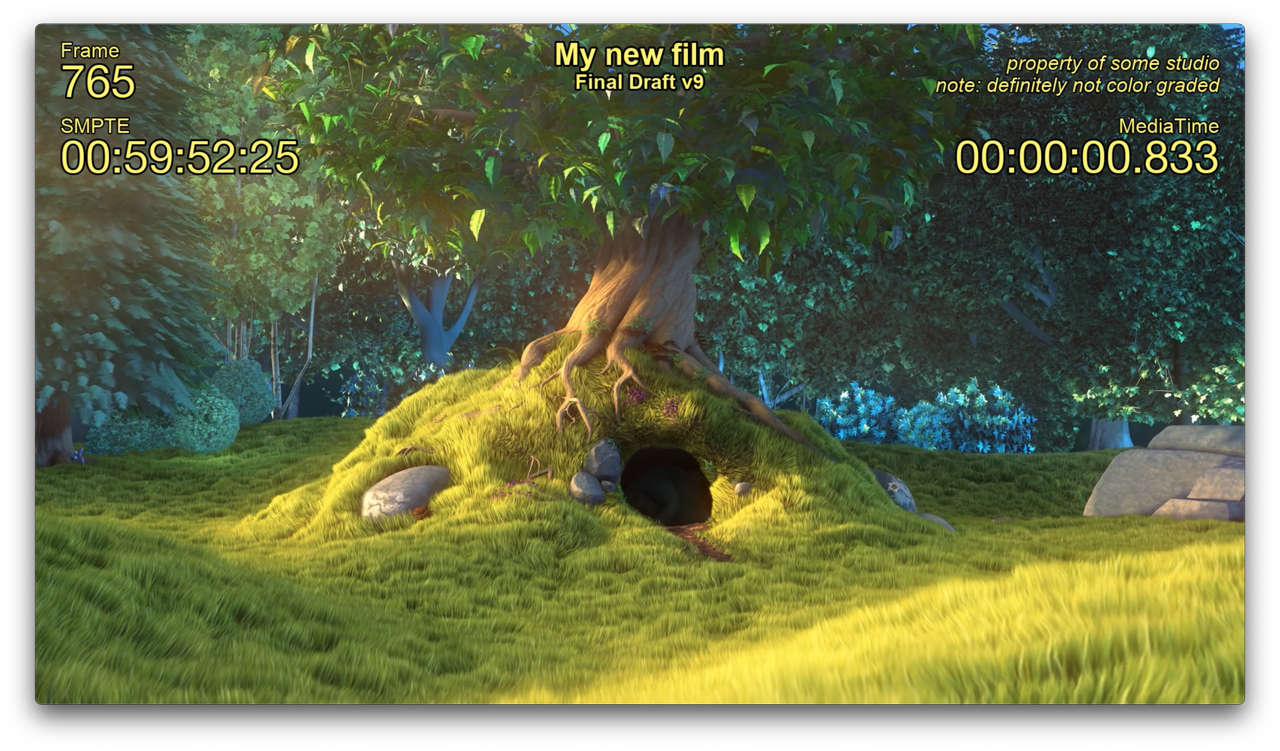 Frame
765
SMPTE
00:59:52:25
My new film
Final Draft v9
property of some studio
note: definitely not color graded
MediaTime
00:00:00.833